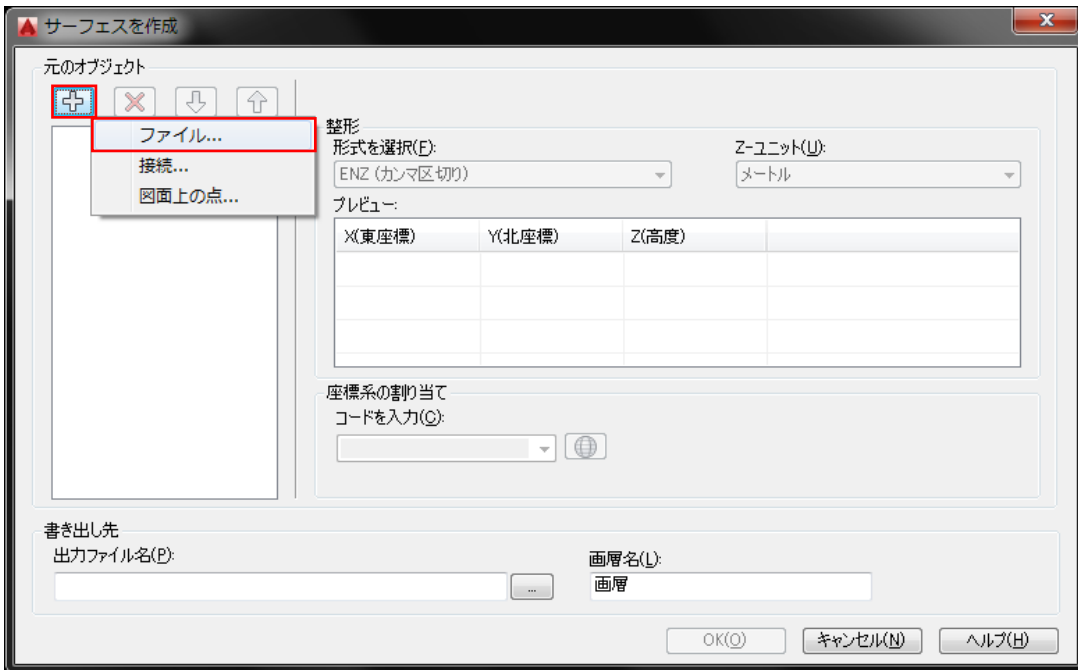 サーフェスを作成
元のオブジェクト
ファイル...
接続...
図面上の点...
整形
形式を選択(F):
Z-ユニット(U):
ENZ (カンマ区切り)
メートル
プレビュー:
X(東座標) Y(北座標) Z(高度)
座標系の割り当て
コードを入力(C):
書き出し先
出力ファイル名(P):
画層名(L):
...
画層
OK(O) キャンセル(N) ヘルプ(H)